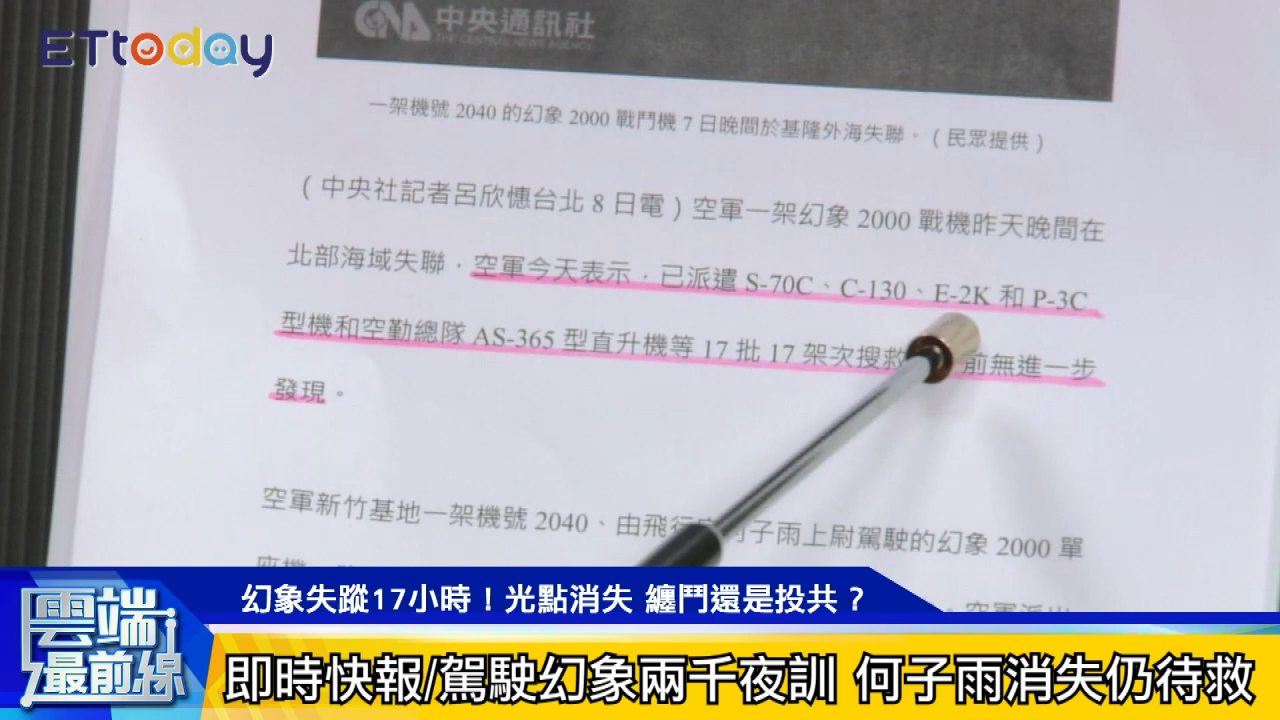 ETtoday
CNA 中央通訊社
THE CENTRAL NEWS AGENCY
一架機號 2040 的幻象 2000 戰鬥機 7 日晚間於基隆外海失聯。（民眾提供）
（中央社記者呂欣憓台北 8 日電）空軍一架幻象 2000 戰機昨天晚間在
北部海域失聯，空軍今天表示，已派遣 S-70C、C-130、E-2K 和 P-3C
型機和空勤總隊 AS-365 型直升機等 17 批 17 架次搜救 前無進一步
發現。
空軍新竹基地一架機號 2040、由飛行 何子雨上尉駕駛的幻象 2000 單
幻象失蹤17小時！光點消失 纏鬥還是投共？
雲端
最前線
即時快報/駕駛幻象兩千夜訓 何子雨消失仍待救